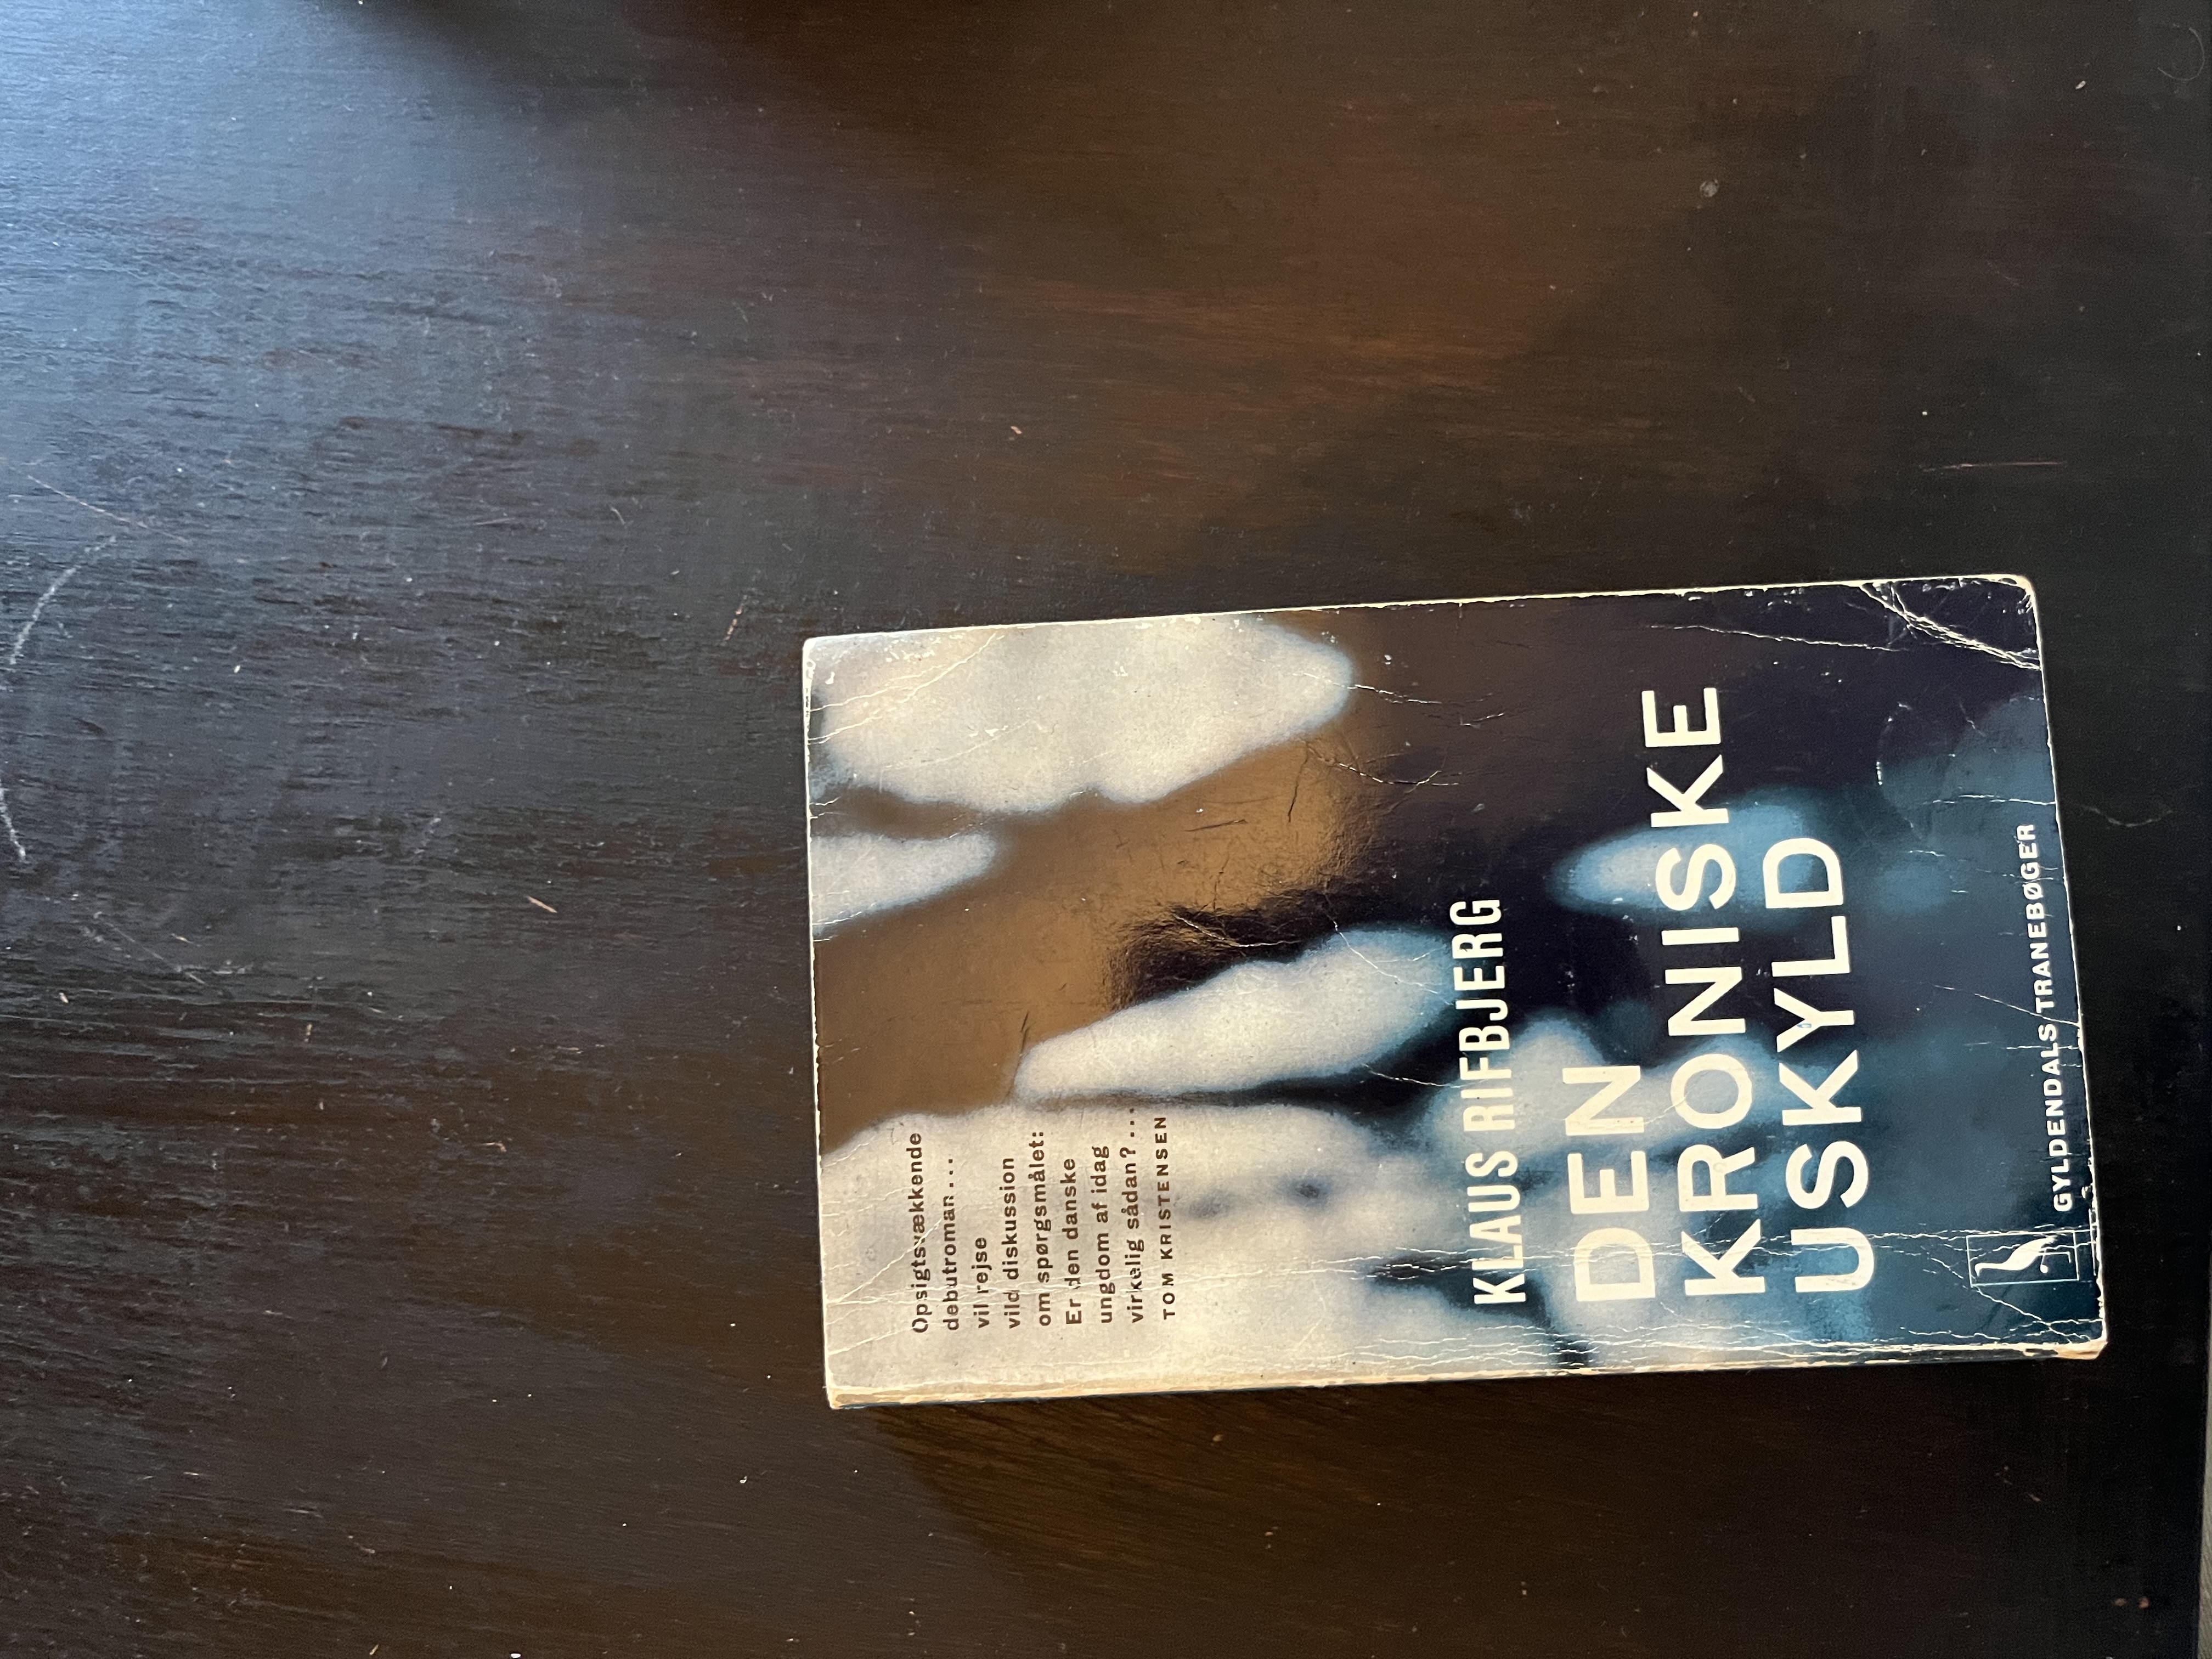 Opsigtsvækkende
debutroman...
vil rejse
vild diskussion
om spørgsmålet:
Er den danske
ungdom af idag
virkelig sådan?...
TOM KRISTENSEN
KLAUS RIFBJERG
DEN
KRONISKE
USKYLD
GYLDENDALS TRANEBØGER